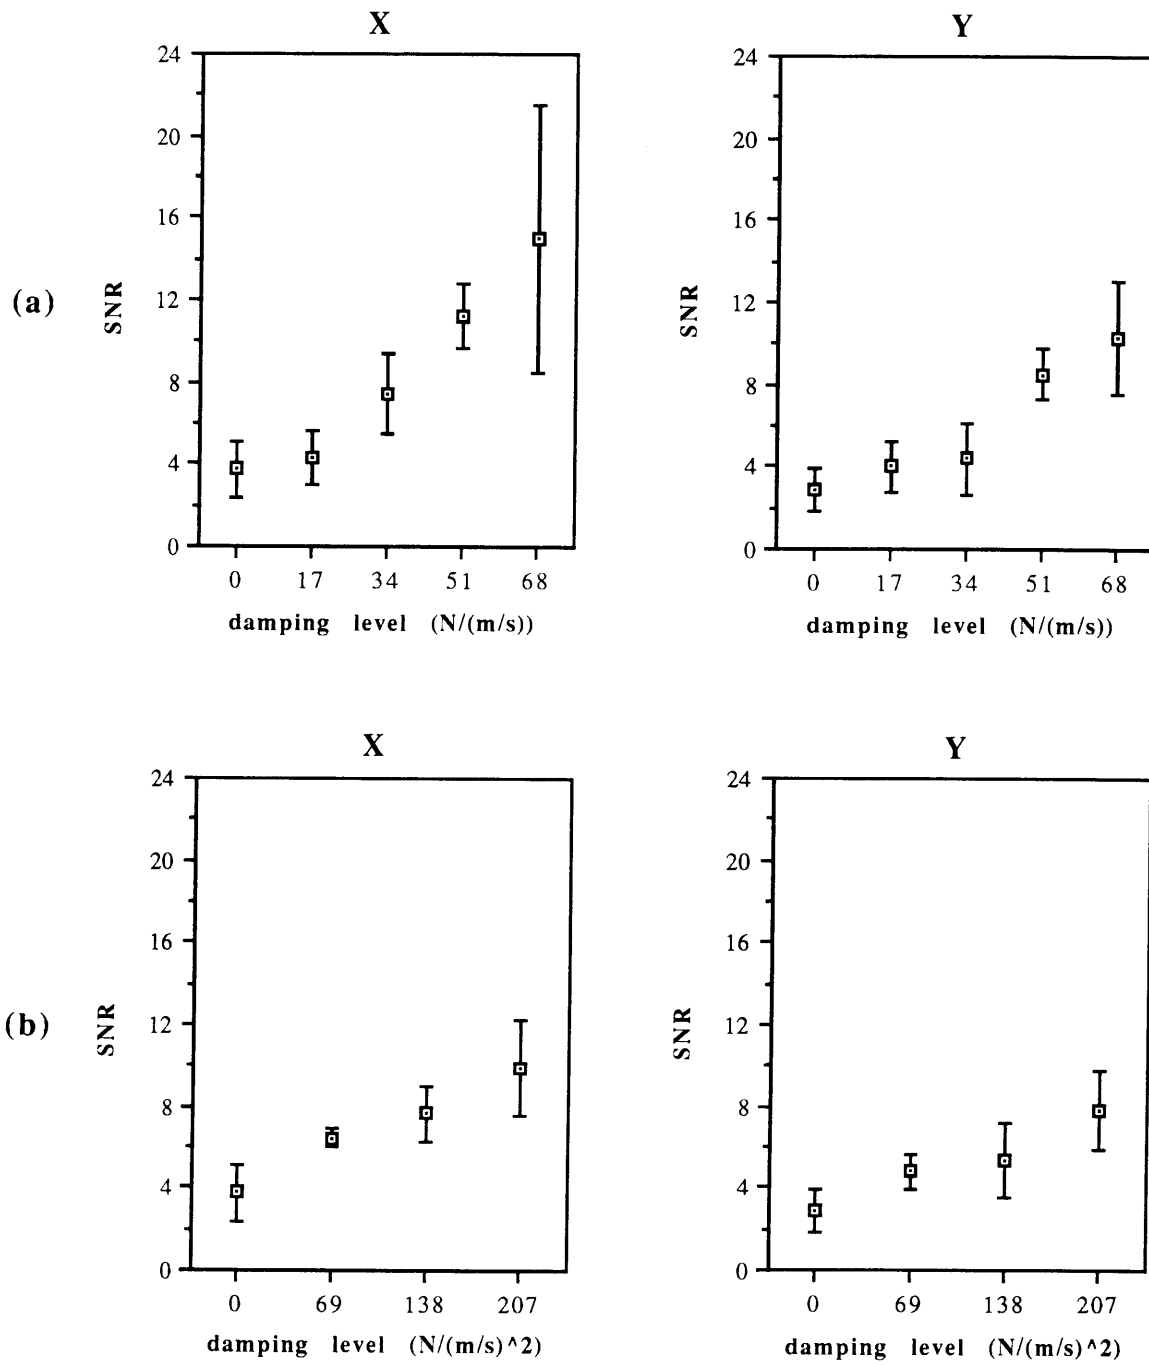 X
24
20
16
12
8
4
0
SNR
(a)
0 17 34 51 68
damping level (N/(m/s))
Y
24
20
16
12
8
4
0
SNR
0 17 34 51 68
damping level (N/(m/s))
X
24
20
16
12
8
4
0
SNR
(b)
0 69 138 207
damping level (N/(m/s)^2)
Y
24
20
16
12
8
4
0
SNR
0 69 138 207
damping level (N/(m/s)^2)